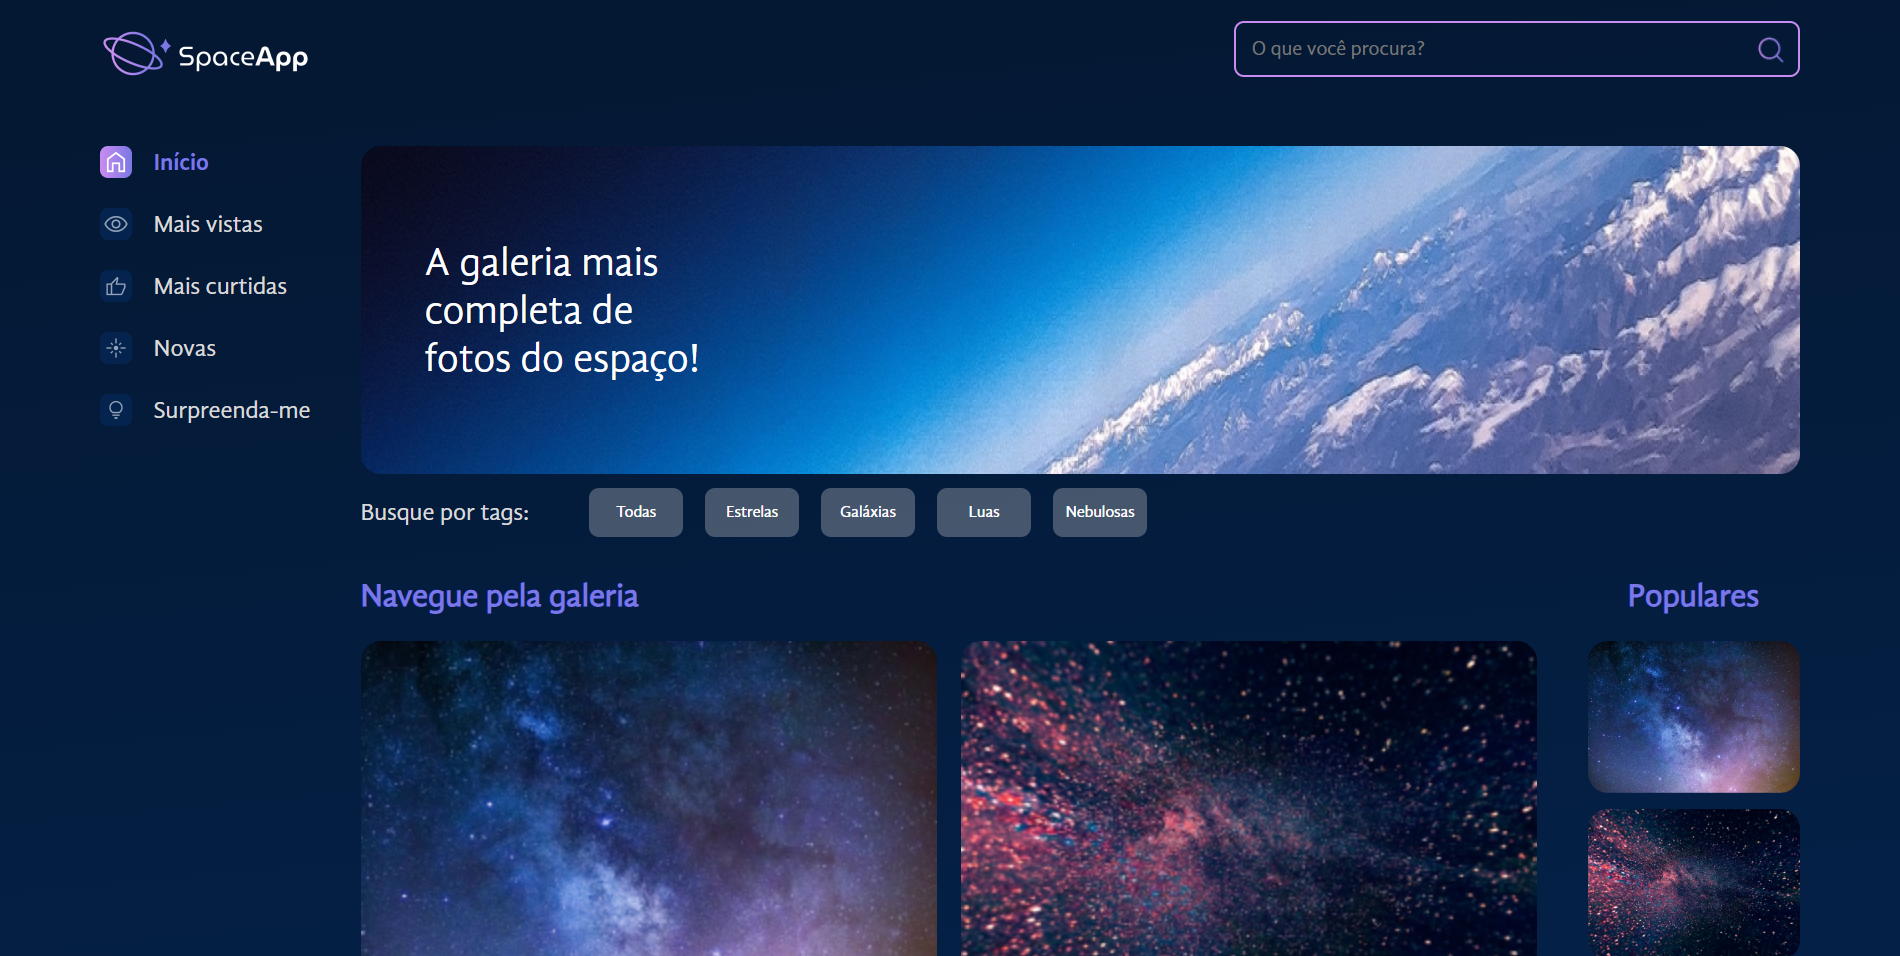 SpaceApp
O que você procura?
Início
Mais vistas
Mais curtidas
Novas
Surpreenda-me
A galeria mais
completa de
fotos do espaço!
Busque por tags:
Todas
Estrelas
Galáxias
Luas
Nebulosas
Navegue pela galeria
Populares